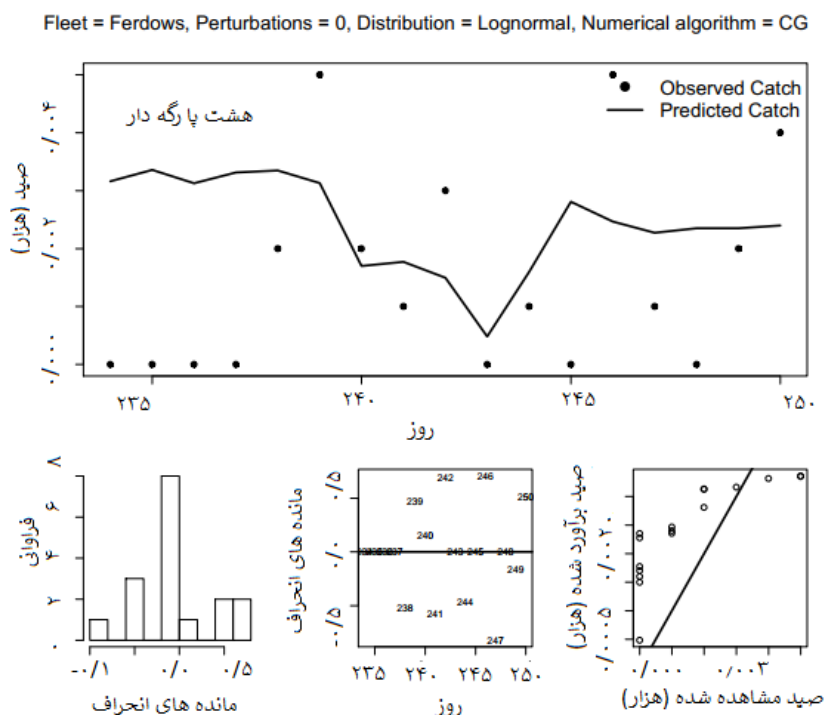 Fleet = Ferdows, Perturbations = 0, Distribution = Lognormal, Numerical algorithm = CG
هشت پا رگه دار
Observed Catch
Predicted Catch
صید (هزار)
۰/۰۰۴
۰/۰۰۲
۰/۰۰۰
۲۳۵ ۲۴۰ ۲۴۵ ۲۵۰
روز
فراوانی
۸
۶
۴
۲
۰
-۰/۱ ۰/۰ ۰/۵
مانده های انحراف
مانده های انحراف
۰/۵
۰/۰
-۰/۵
242 246
239 250
240
237 243 245 248
249
238 241 244
247
۲۳۵ ۲۴۰ ۲۴۵ ۲۵۰
روز
صید برآورد شده (هزار)
۰/۰۰۲۰
۰/۰۰۰۵
۰/۰۰۰ ۰/۰۰۳
صید مشاهده شده (هزار)